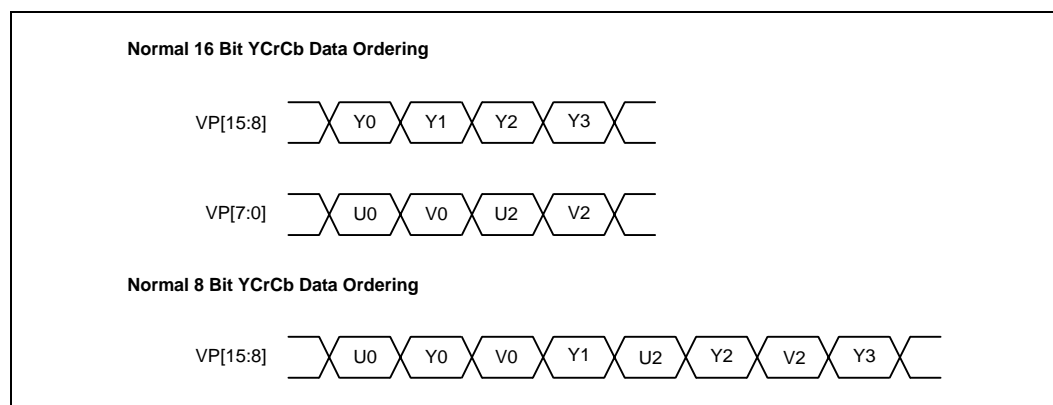 Normal 16 Bit YCrCb Data Ordering
VP[15:8] Y0 Y1 Y2 Y3
VP[7:0] U0 V0 U2 V2
Normal 8 Bit YCrCb Data Ordering
VP[15:8] U0 Y0 V0 Y1 U2 Y2 V2 Y3